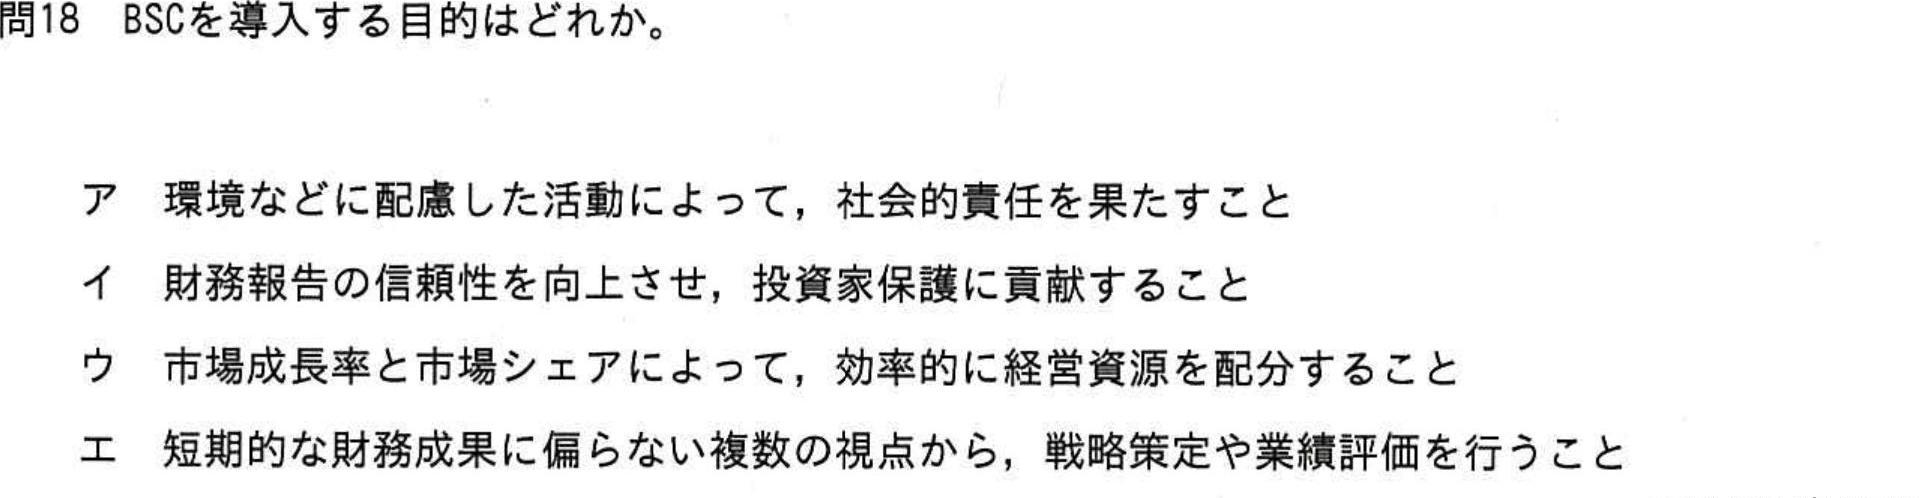 問18 BSCを導入する目的はどれか。
ア 環境などに配慮した活動によって，社会的責任を果たすこと
イ 財務報告の信頼性を向上させ，投資家保護に貢献すること
ウ 市場成長率と市場シェアによって，効率的に経営資源を配分すること
エ 短期的な財務成果に偏らない複数の視点から，戦略策定や業績評価を行うこと